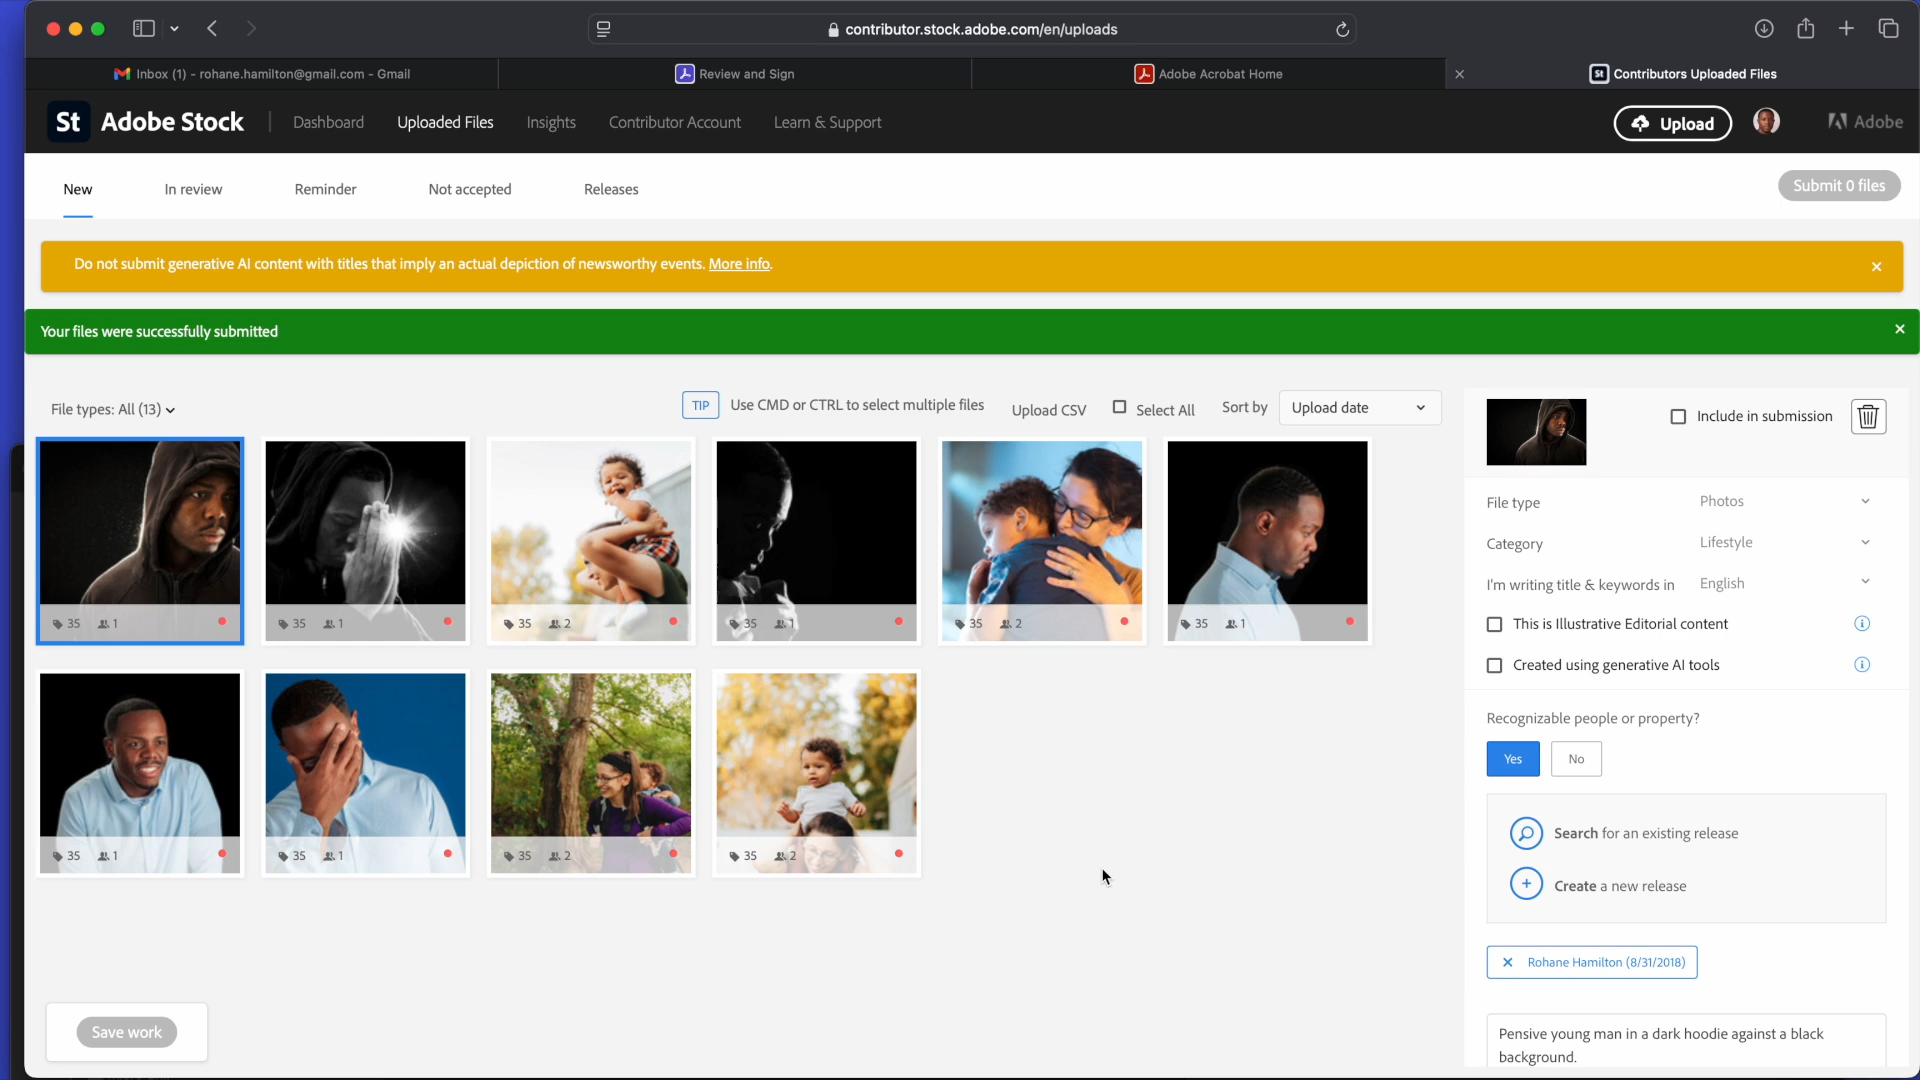 contributor.stock.adobe.com/en/uploads
Inbox (1) - rohane.hamilton@gmail.com - Gmail
Review and Sign
Adobe Acrobat Home
St Contributors Uploaded Files
St Adobe Stock
Dashboard
Uploaded Files
Insights
Contributor Account
Learn & Support
Upload
Adobe
New
In review
Reminder
Not accepted
Releases
Submit 0 files
Do not submit generative AI content with titles that imply an actual depiction of newsworthy events. More info.
Your files were successfully submitted
File types: All (13)
TIP Use CMD or CTRL to select multiple files
Upload CSV
Select All
Sort by
Upload date
35 1
35 1
35 2
35 1
35 2
35 1
35 1
35 1
35 2
35 2
Save work
Include in submission
File type Photos
Category Lifestyle
I'm writing title & keywords in English
This is Illustrative Editorial content
Created using generative AI tools
Recognizable people or property?
Yes
No
Search for an existing release
Create a new release
Rohane Hamilton (8/31/2018)
Pensive young man in a dark hoodie against a black
background.